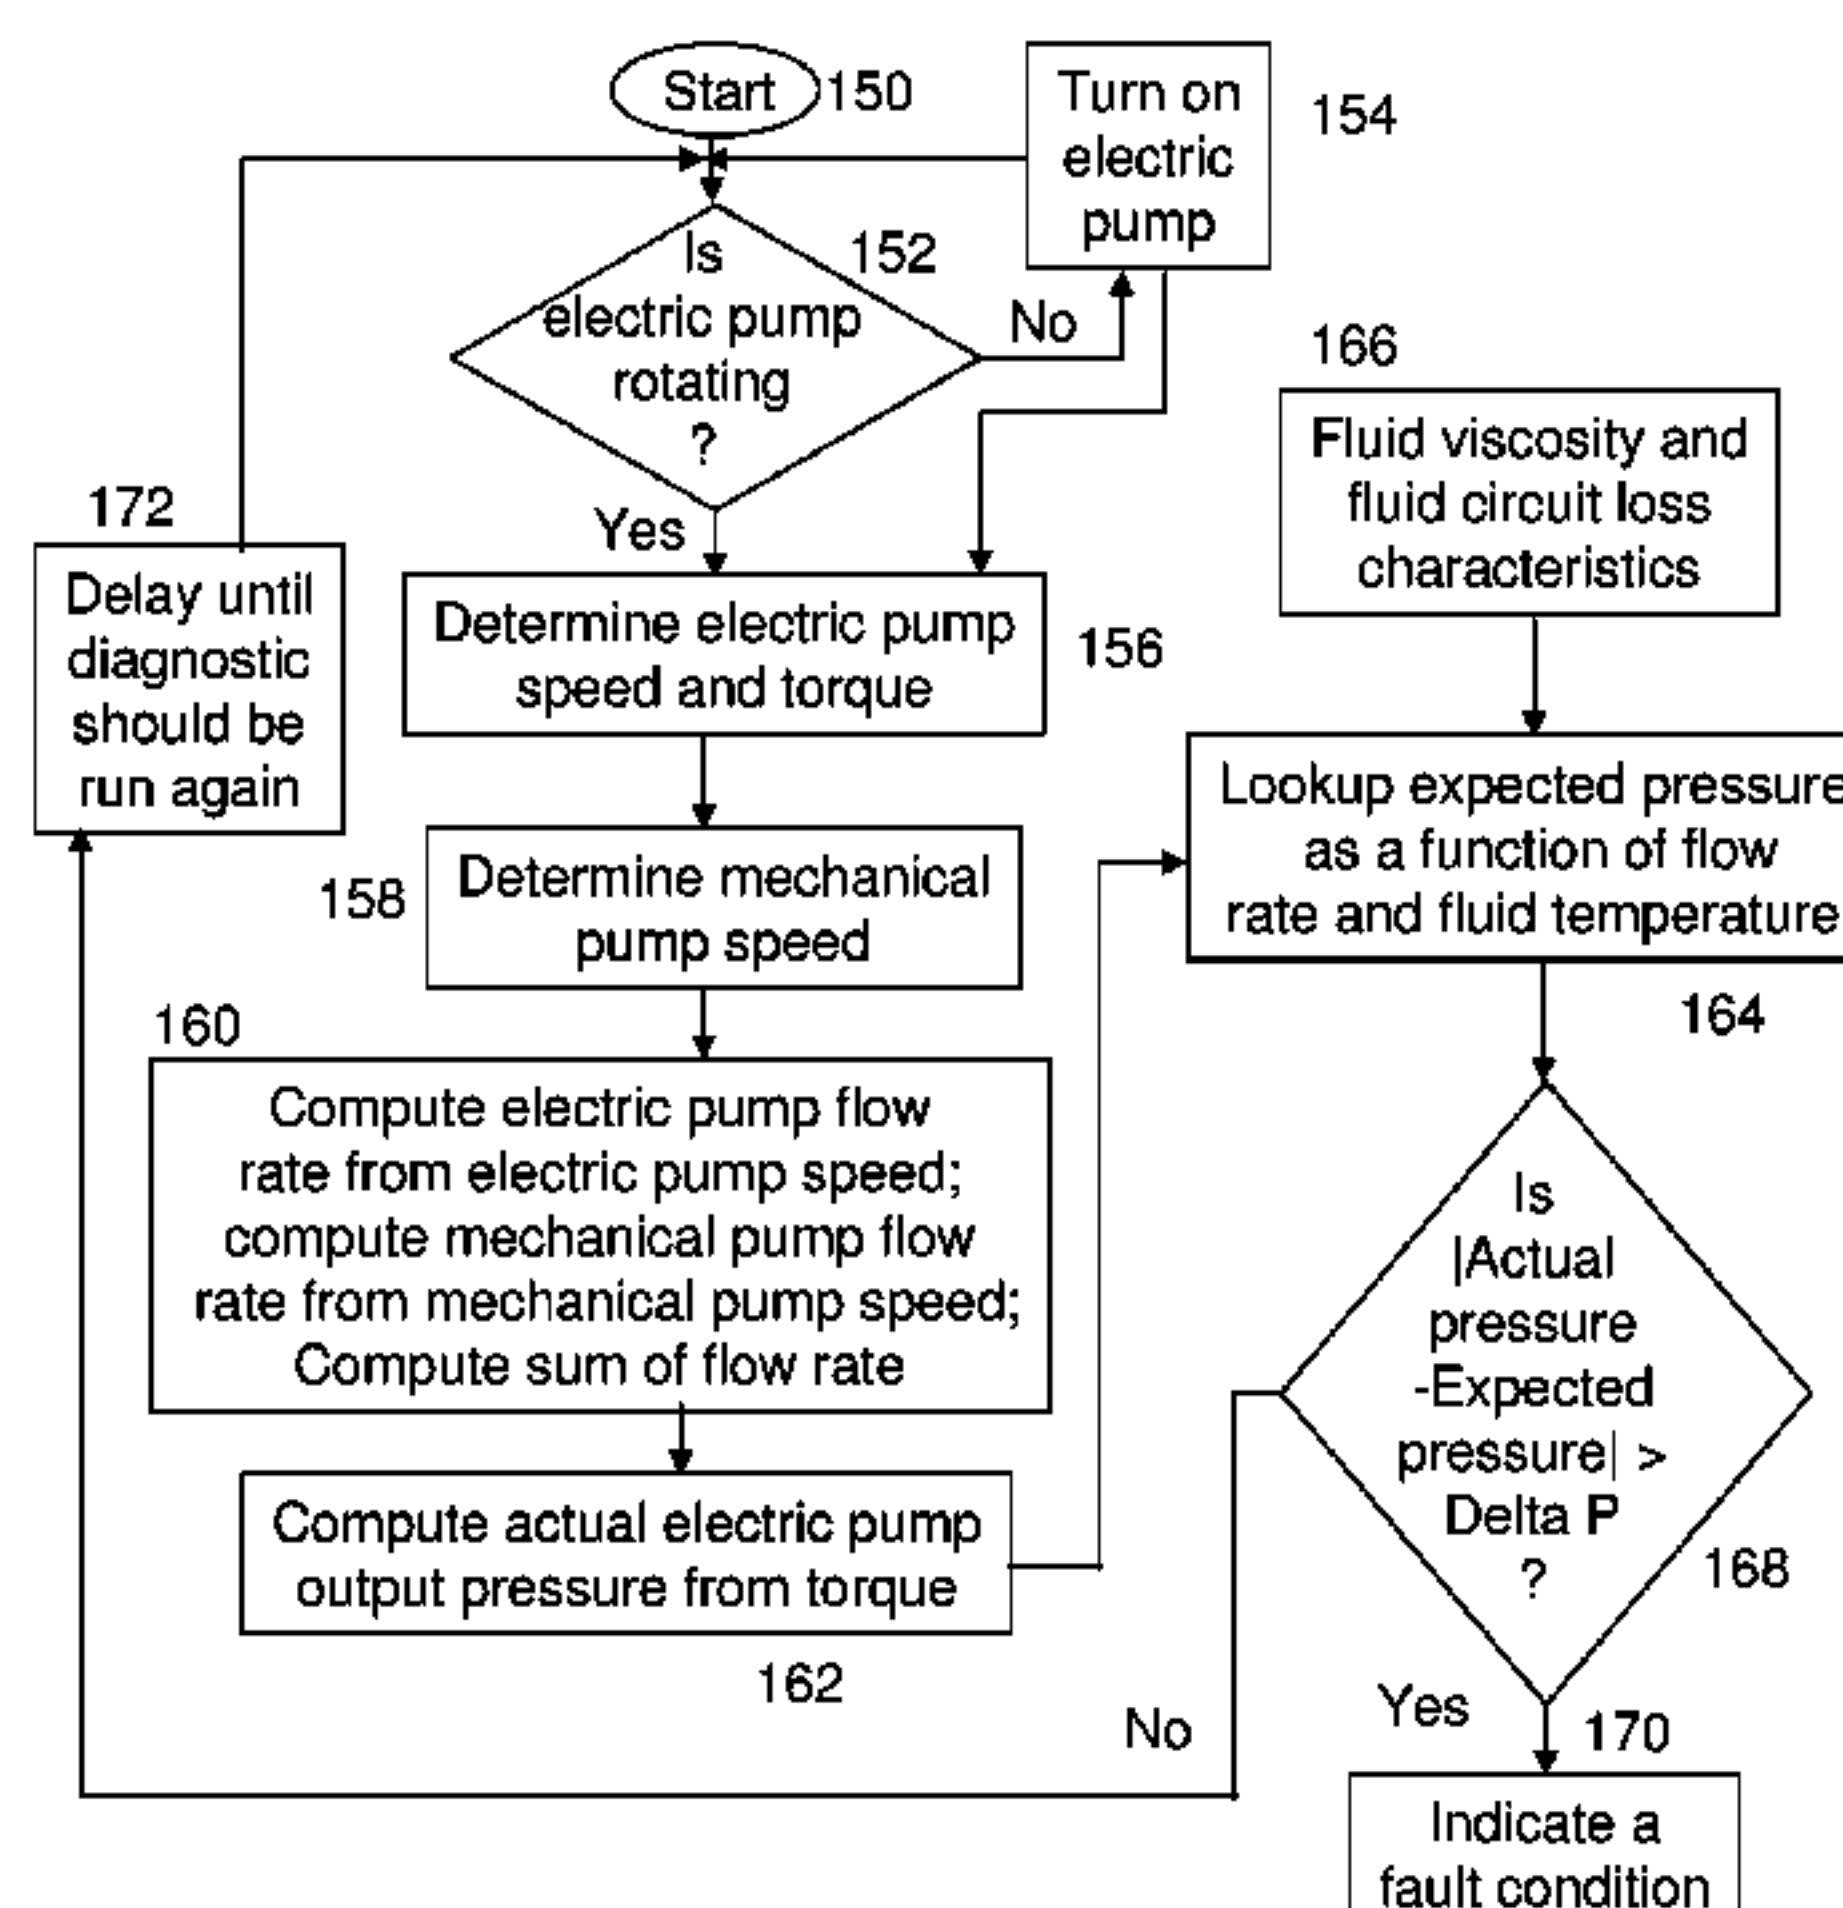 Start
150
Turn on
electric
pump
154
Is
electric pump
rotating
?
152
No
Yes
166
Fluid viscosity and
fluid circuit loss
characteristics
172
Delay until
diagnostic
should be
run again
Determine electric pump
speed and torque
156
Lookup expected pressure
as a function of flow
rate and fluid temperature
164
158
Determine mechanical
pump speed
160
Compute electric pump flow
rate from electric pump speed;
compute mechanical pump flow
rate from mechanical pump speed;
Compute sum of flow rate
Compute actual electric pump
output pressure from torque
162
Is
|Actual
pressure
-Expected
pressure| >
Delta P
?
168
No
Yes
170
Indicate a
fault condition